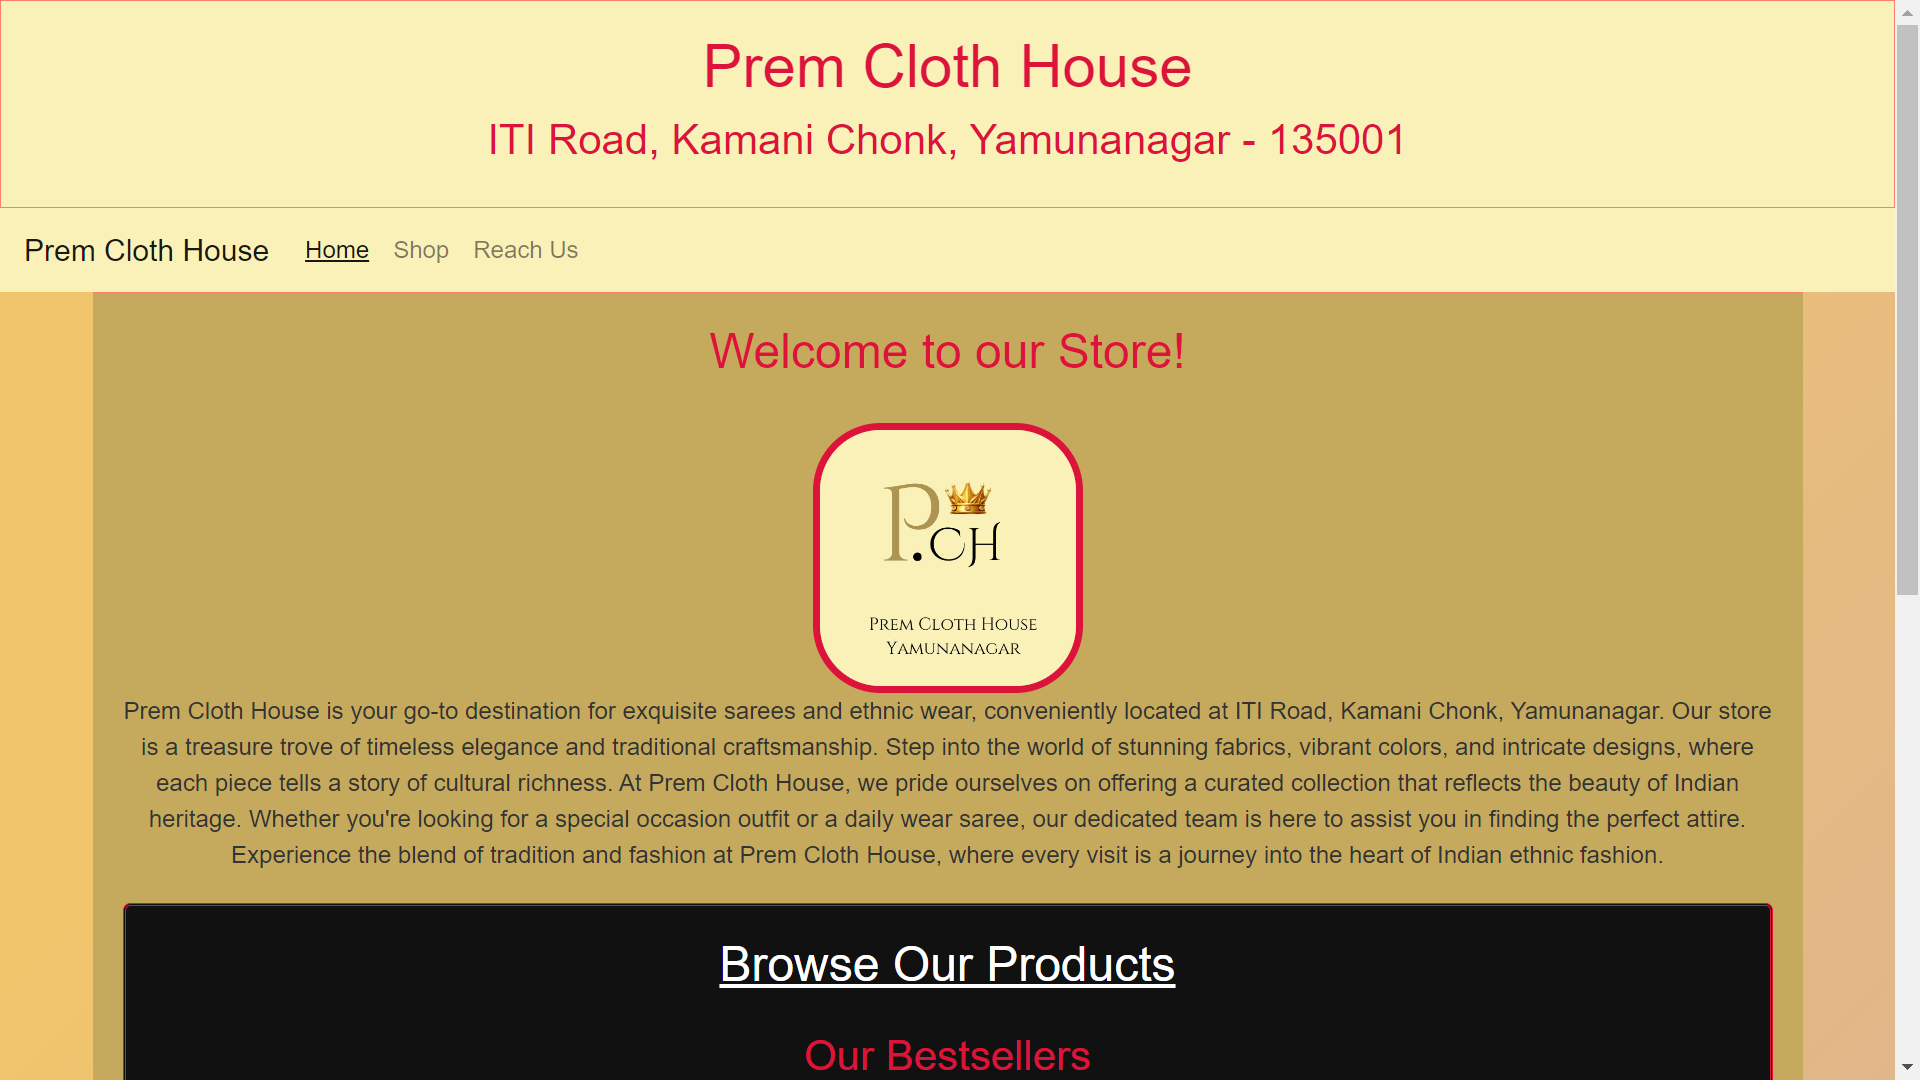 Prem Cloth House
ITI Road, Kamani Chonk, Yamunanagar - 135001
Prem Cloth House Home Shop Reach Us
Welcome to our Store!
P.CH
Prem Cloth House
Yamunanagar
Prem Cloth House is your go-to destination for exquisite sarees and ethnic wear, conveniently located at ITI Road, Kamani Chonk, Yamunanagar. Our store
is a treasure trove of timeless elegance and traditional craftsmanship. Step into the world of stunning fabrics, vibrant colors, and intricate designs, where
each piece tells a story of cultural richness. At Prem Cloth House, we pride ourselves on offering a curated collection that reflects the beauty of Indian
heritage. Whether you're looking for a special occasion outfit or a daily wear saree, our dedicated team is here to assist you in finding the perfect attire.
Experience the blend of tradition and fashion at Prem Cloth House, where every visit is a journey into the heart of Indian ethnic fashion.
Browse Our Products
Our Bestsellers